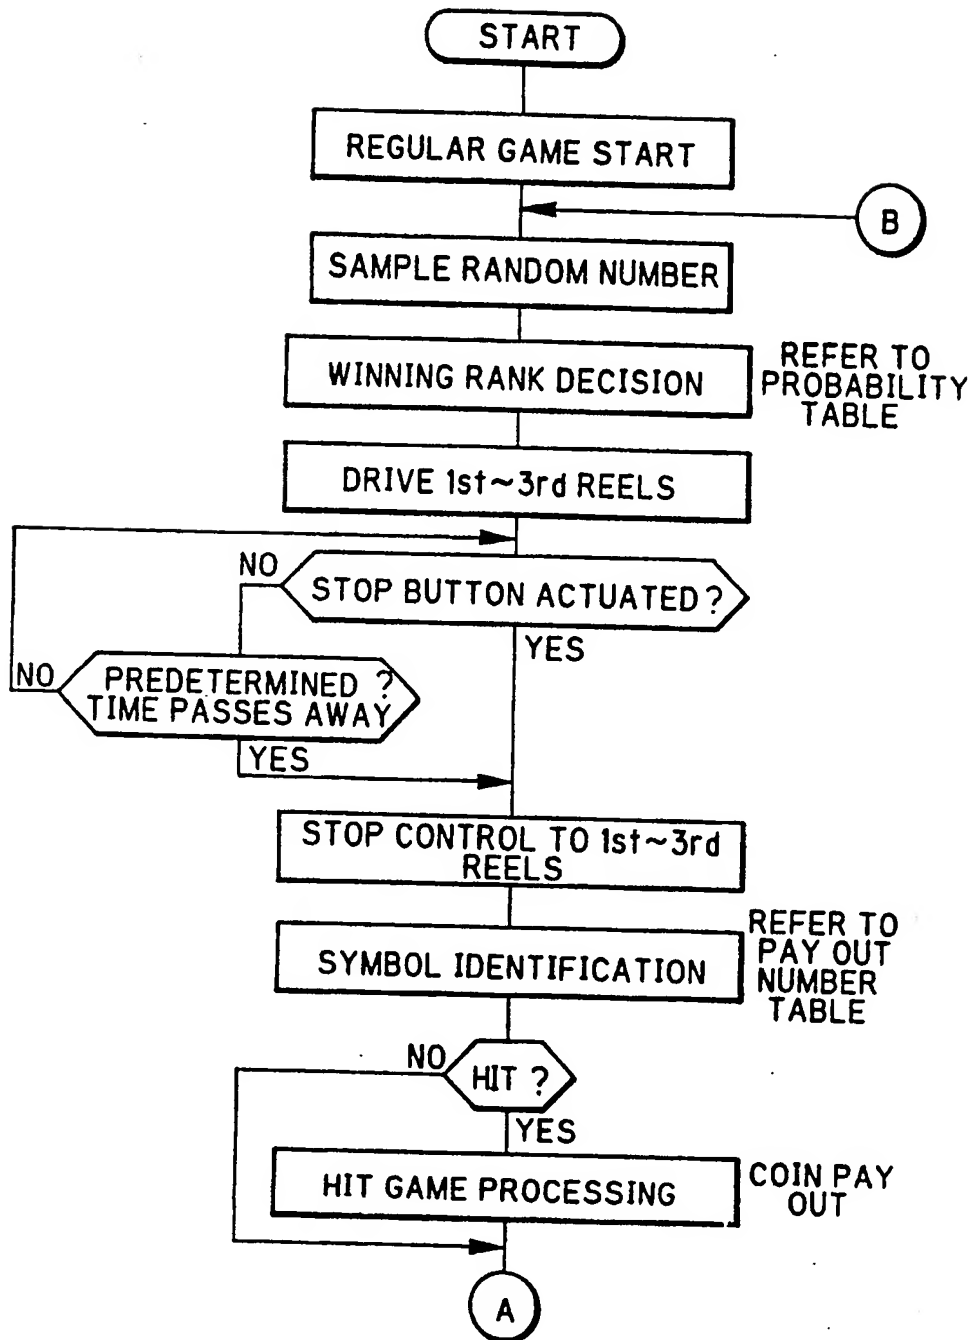 START
REGULAR GAME START
B
SAMPLE RANDOM NUMBER
WINNING RANK DECISION
REFER TO
PROBABILITY
TABLE
DRIVE 1st~3rd REELS
NO
STOP BUTTON ACTUATED?
YES
NO
PREDETERMINED ?
TIME PASSES AWAY
YES
STOP CONTROL TO 1st~3rd
REELS
SYMBOL IDENTIFICATION
REFER TO
PAY OUT
NUMBER
TABLE
NO
HIT ?
YES
HIT GAME PROCESSING
COIN PAY
OUT
A